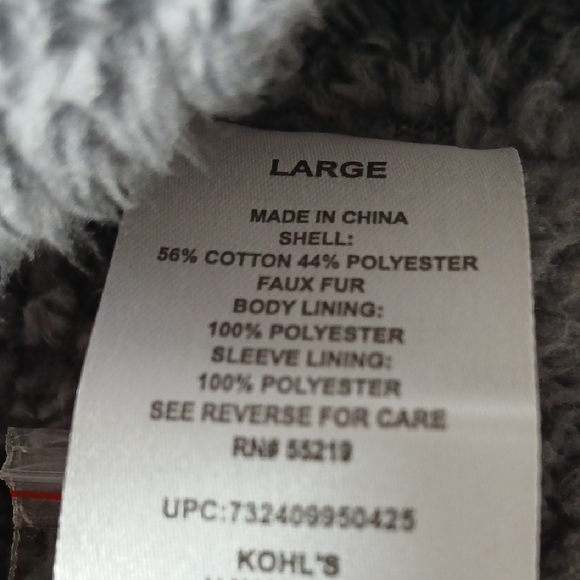 LARGE
MADE IN CHINA
SHELL:
56% COTTON 44% POLYESTER
FAUX FUR
BODY LINING:
100% POLYESTER
SLEEVE LINING:
100% POLYESTER
SEE REVERSE FOR CARE
RN# 55219
UPC:732409950425
KOHL'S